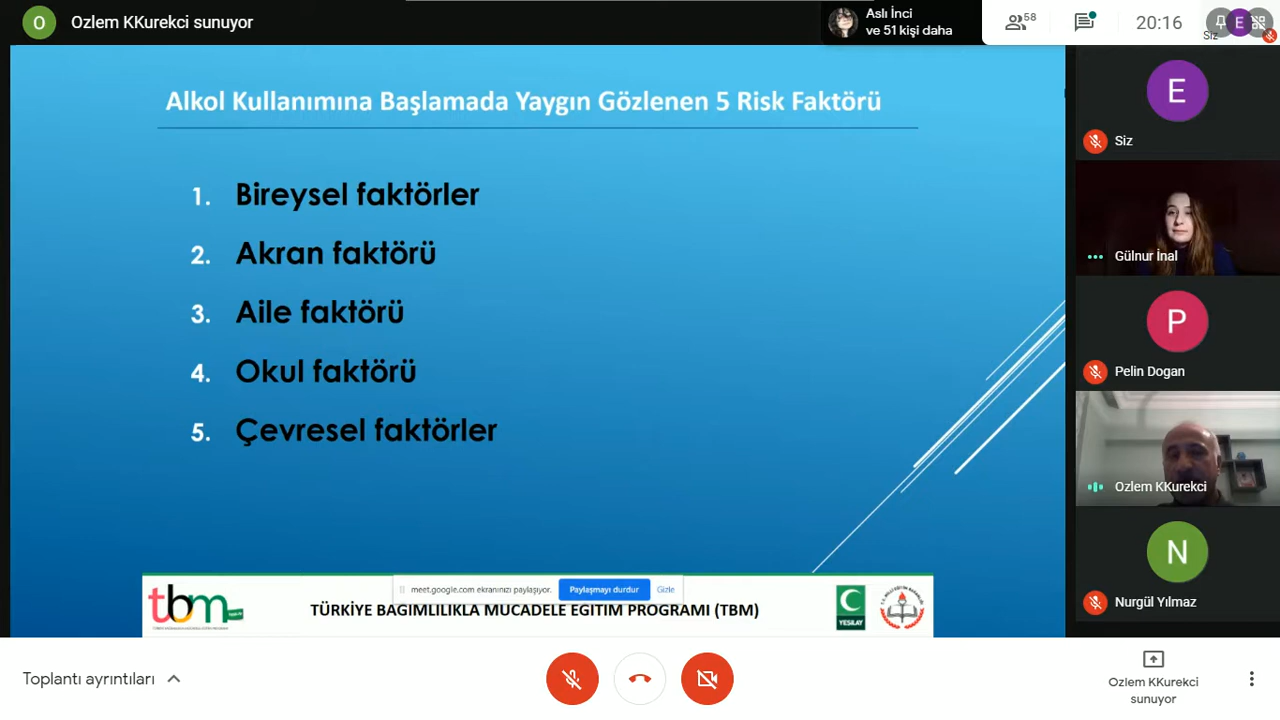 O
Ozlem KKurekci sunuyor
Aslı İnci
ve 51 kişi daha
58
20:16
E
Siz
Alkol Kullanımına Başlamada Yaygın Gözlenen 5 Risk Faktörü
1. Bireysel faktörler
2. Akran faktörü
3. Aile faktörü
4. Okul faktörü
5. Çevresel faktörler
meet.google.com ekranınızı paylaşıyor.
Paylaşmayı durdur
Gizle
tbm
TÜRKİYE BAGIMLILIKLA MUCADELE EGITIM PROGRAMI (TBM)
YEŞİLAY
E
Siz
Gülnur İnal
P
Pelin Dogan
Ozlem KKurekci
N
Nurgül Yılmaz
Toplantı ayrıntıları
Ozlem KKurekci
sunuyor